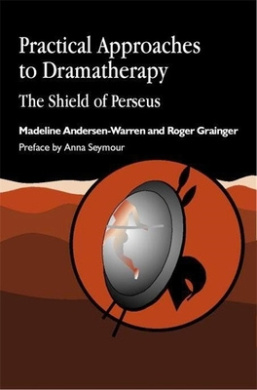 Practical Approaches
to Dramatherapy
The Shield of Perseus
Madeline Andersen-Warren and Roger Grainger
Preface by Anna Seymour